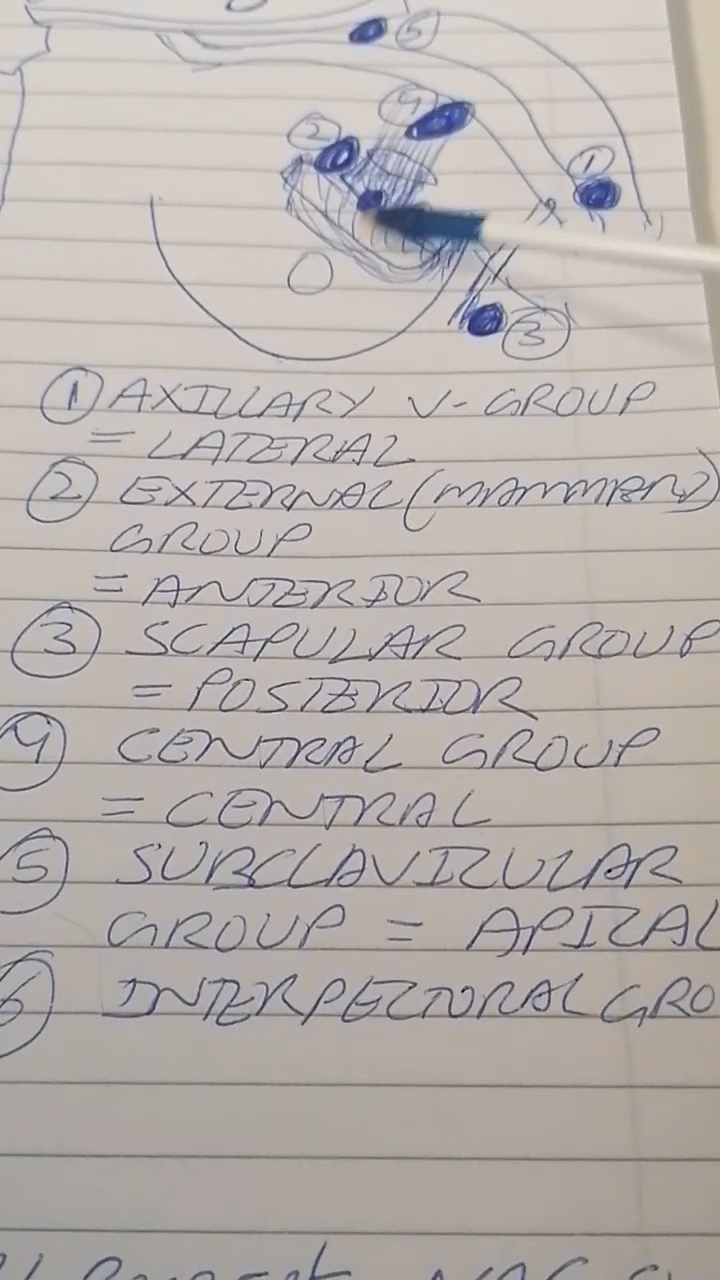 5
4
2
1
3
1 AXILLARY V-GROUP
= LATERAL
2 EXTERNAL (MAMMARY)
GROUP
= ANTERIOR
3 SCAPULAR GROUP
= POSTERIOR
4 CENTRAL GROUP
= CENTRAL
5 SUBCLAVICULAR
GROUP = APICAL
6 INTERPECTORAL GRO